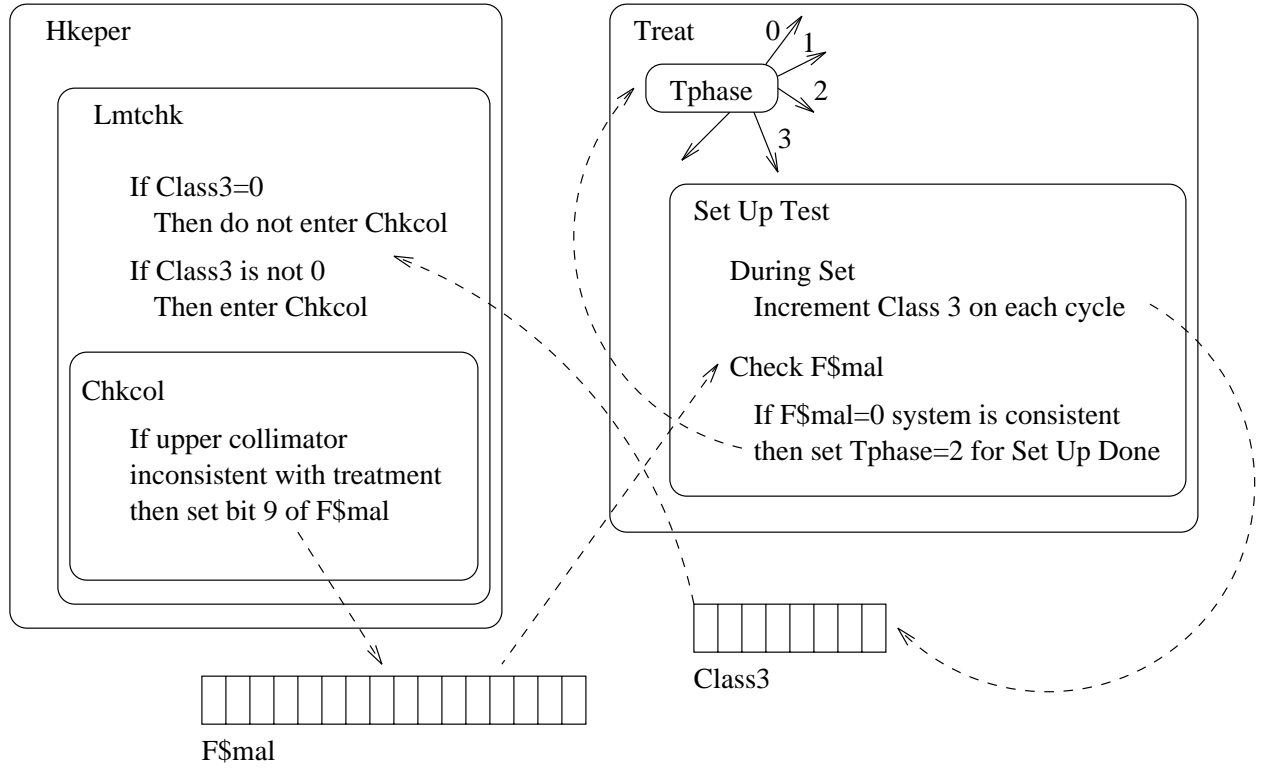 Hkeper
Lmtchk
If Class3=0
Then do not enter Chkcol
If Class3 is not 0
Then enter Chkcol
Chkcol
If upper collimator
inconsistent with treatment
then set bit 9 of F$mal
F$mal
Treat
Tphase
0
1
2
3
Set Up Test
During Set
Increment Class 3 on each cycle
Check F$mal
If F$mal=0 system is consistent
then set Tphase=2 for Set Up Done
Class3